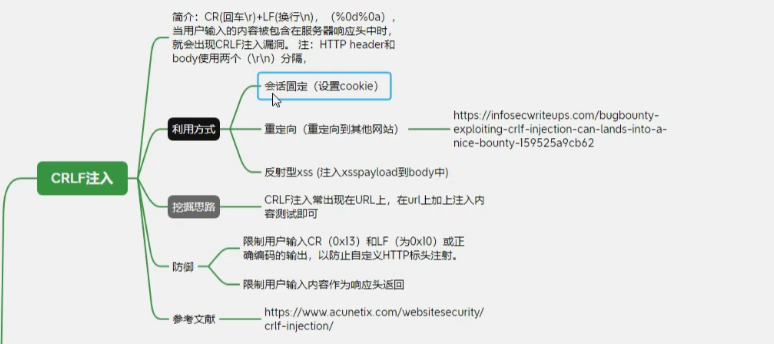 简介：CR(回车\r)+LF(换行\n)，（%0d%0a），
当用户输入的内容被包含在服务器响应头中时，
就会出现CRLF注入漏洞。 注：HTTP header和
body使用两个（\r\n）分隔，
会话固定（设置cookie）
利用方式
重定向（重定向到其他网站）
https://infosecwriteups.com/bugbounty-
exploiting-crlf-injection-can-lands-into-a-
nice-bounty-159525a9cb62
反射型xss (注入xsspayload到body中)
CRLF注入
挖掘思路
CRLF注入常出现在URL上，在url上加上注入内
容测试即可
防御
限制用户输入CR（0x13）和LF（为0x10）或正
确编码的输出，以防止自定义HTTP标头注射。
限制用户输入内容作为响应头返回
参考文献
https://www.acunetix.com/websitesecurity/
crlf-injection/